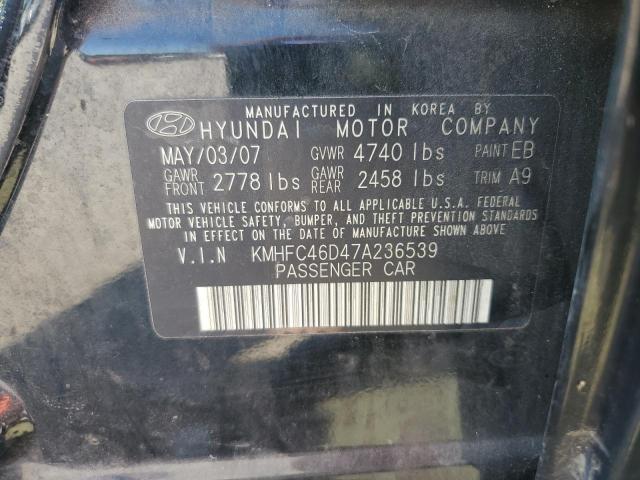 MANUFACTURED IN KOREA BY
HYUNDAI MOTOR COMPANY
MAY/03/07 GVWR 4740 lbs PAINT EB
GAWR FRONT 2778 lbs GAWR REAR 2458 lbs TRIM A9
THIS VEHICLE CONFORMS TO ALL APPLICABLE U.S.A. FEDERAL
MOTOR VEHICLE SAFETY, BUMPER, AND THEFT PREVENTION
STANDARDS IN EFFECT ON THE DATE OF MANUFACTURE SHOWN ABOVE.
V.I.N KMHFC46D47A236539
PASSENGER CAR